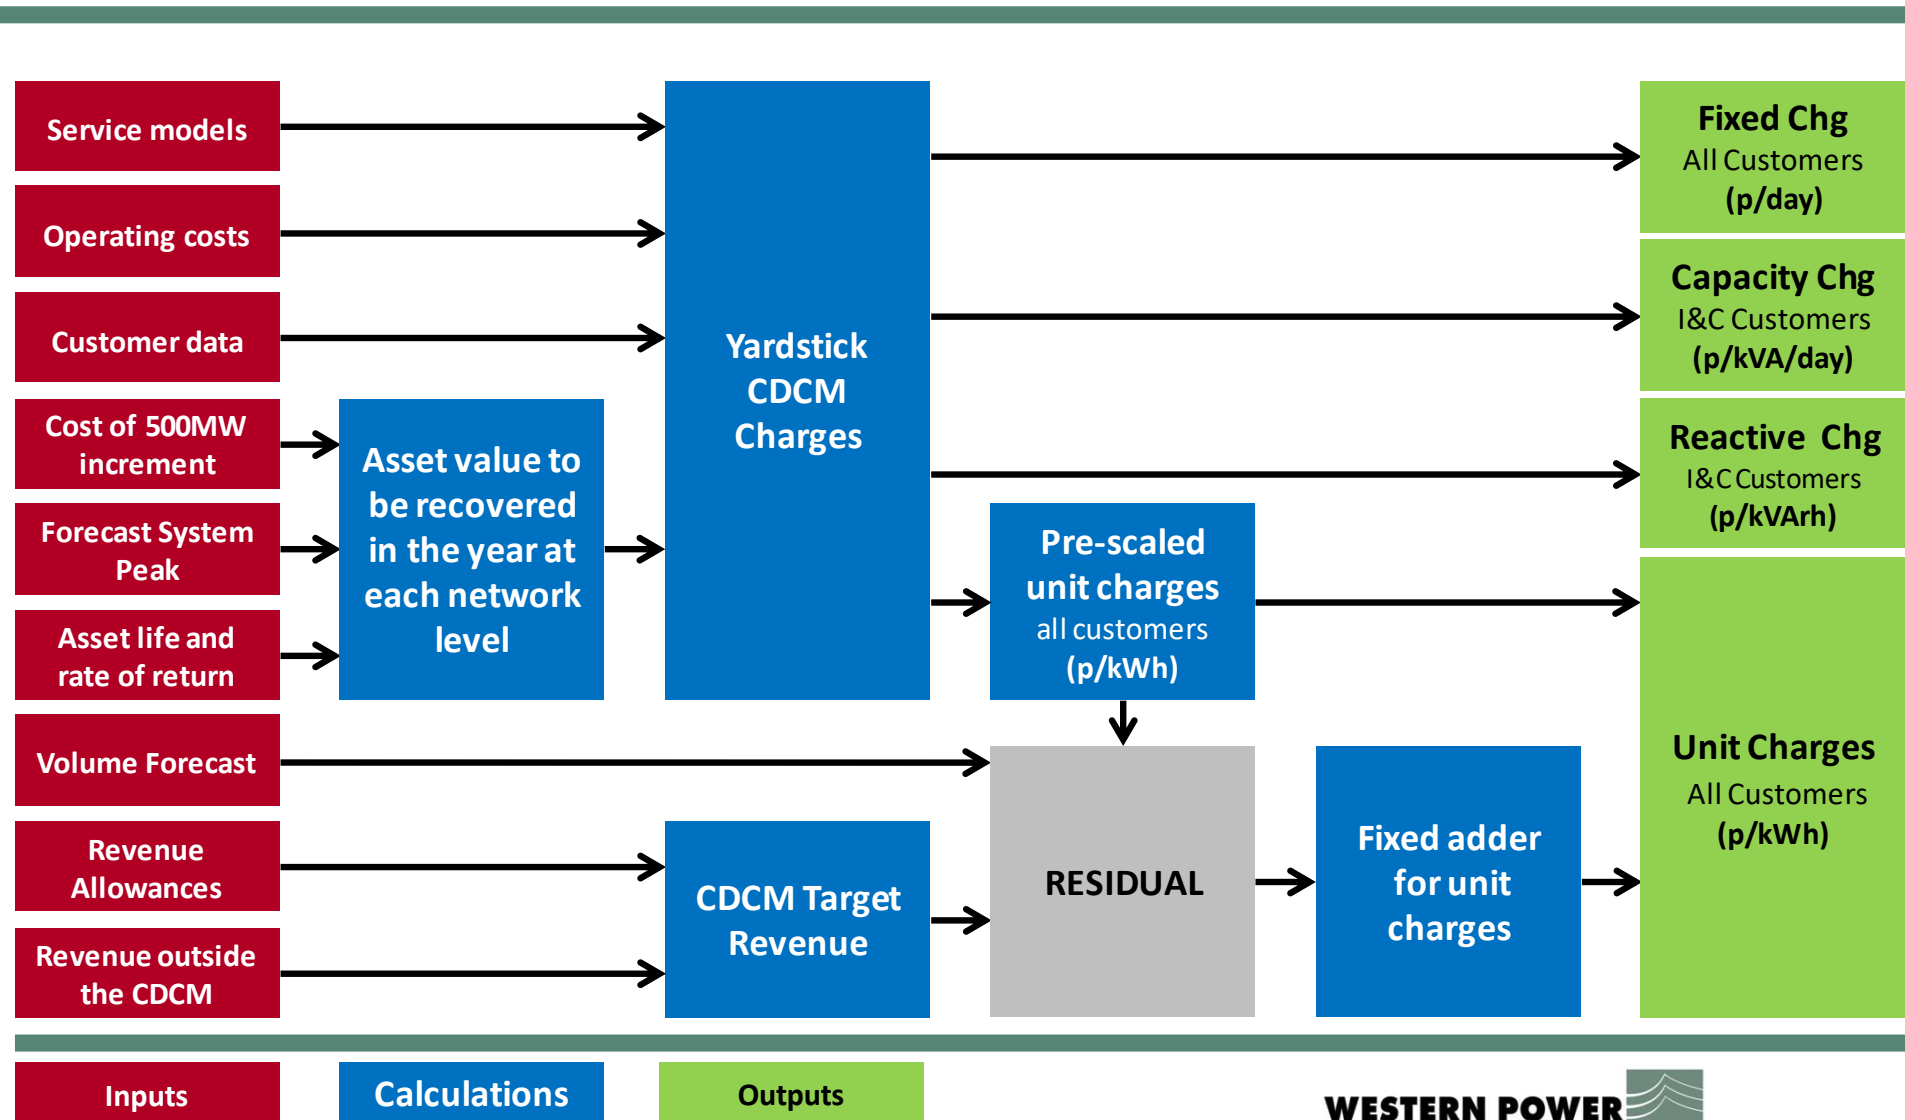 Service models
Operating costs
Customer data
Cost of 500MW
increment
Forecast System
Peak
Asset life and
rate of return
Volume Forecast
Revenue
Allowances
Revenue outside
the CDCM
Asset value to
be recovered
in the year at
each network
level
Yardstick
CDCM
Charges
CDCM Target
Revenue
Pre-scaled
unit charges
all customers
(p/kWh)
RESIDUAL
Fixed adder
for unit
charges
Fixed Chg
All Customers
(p/day)
Capacity Chg
I&C Customers
(p/kVA/day)
Reactive Chg
I&C Customers
(p/kVArh)
Unit Charges
All Customers
(p/kWh)
Inputs
Calculations
Outputs
WESTERN POWER